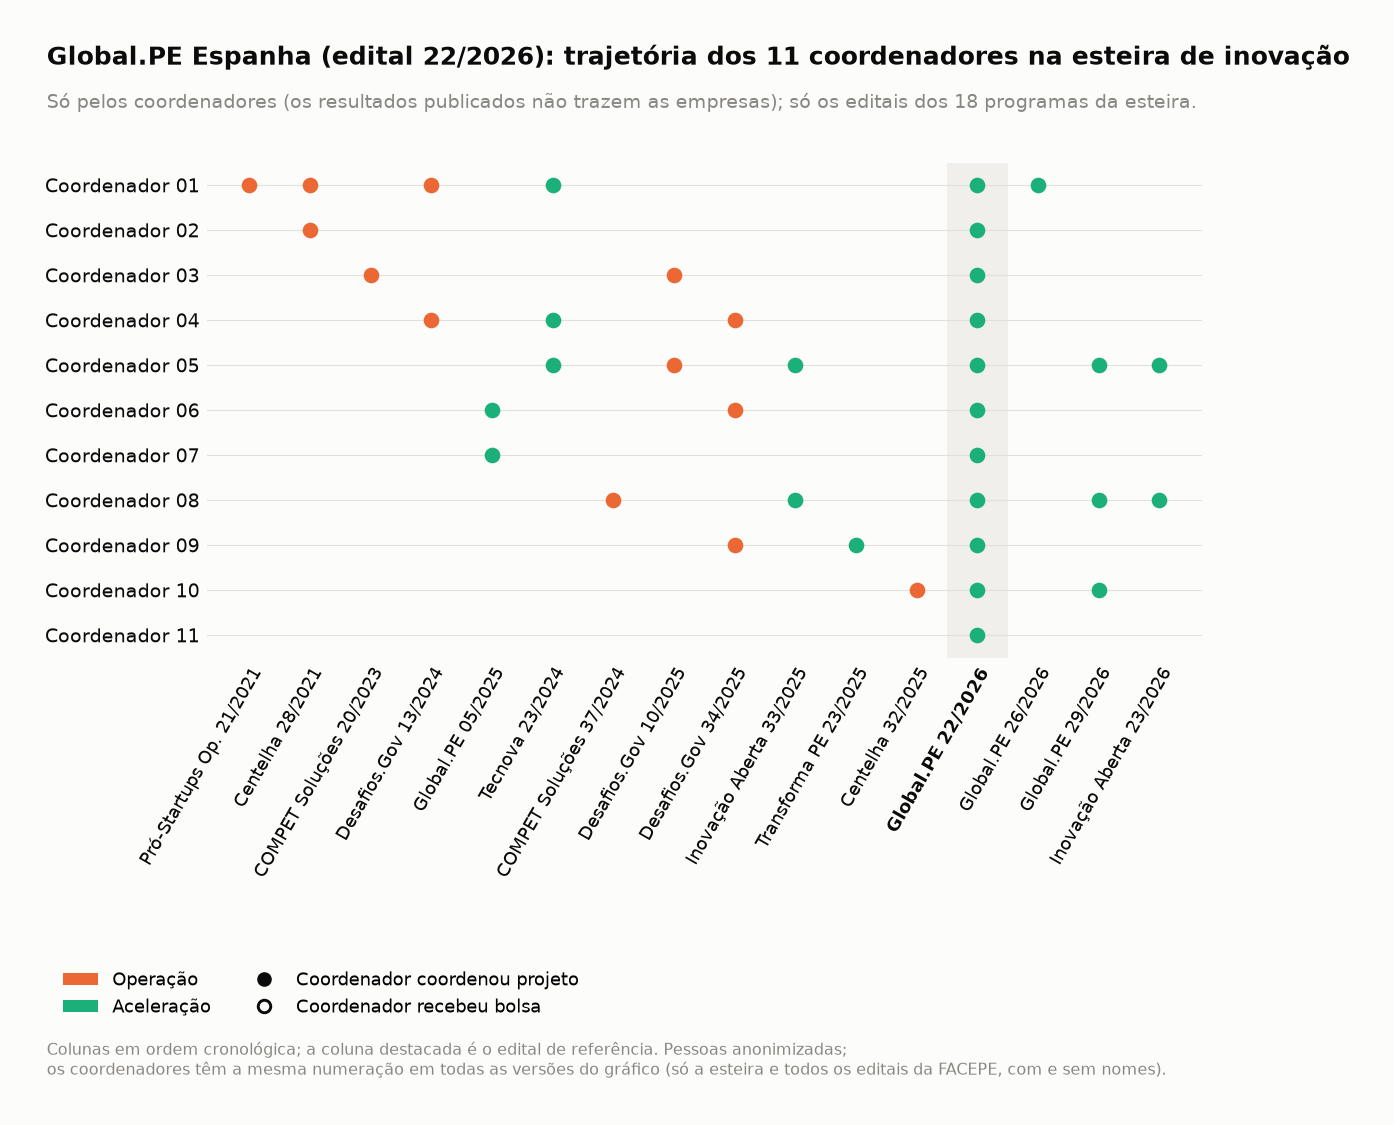 Global.PE Espanha (edital 22/2026): trajetória dos 11 coordenadores na esteira de inovação
Só pelos coordenadores (os resultados publicados não trazem as empresas); só os editais dos 18 programas da esteira.
Coordenador 01
Coordenador 02
Coordenador 03
Coordenador 04
Coordenador 05
Coordenador 06
Coordenador 07
Coordenador 08
Coordenador 09
Coordenador 10
Coordenador 11
Pró-Startups Op. 21/2021
Centelha 28/2021
COMPET Soluções 20/2023
Desafios.Gov 13/2024
Global.PE 05/2025
Tecnova 23/2024
COMPET Soluções 37/2024
Desafios.Gov 10/2025
Desafios.Gov 34/2025
Inovação Aberta 33/2025
Transforma PE 23/2025
Centelha 32/2025
Global.PE 22/2026
Global.PE 26/2026
Global.PE 29/2026
Inovação Aberta 23/2026
Operação
Aceleração
Coordenador coordenou projeto
Coordenador recebeu bolsa
Colunas em ordem cronológica; a coluna destacada é o edital de referência. Pessoas anonimizadas;
os coordenadores têm a mesma numeração em todas as versões do gráfico (só a esteira e todos os editais da FACEPE, com e sem nomes).